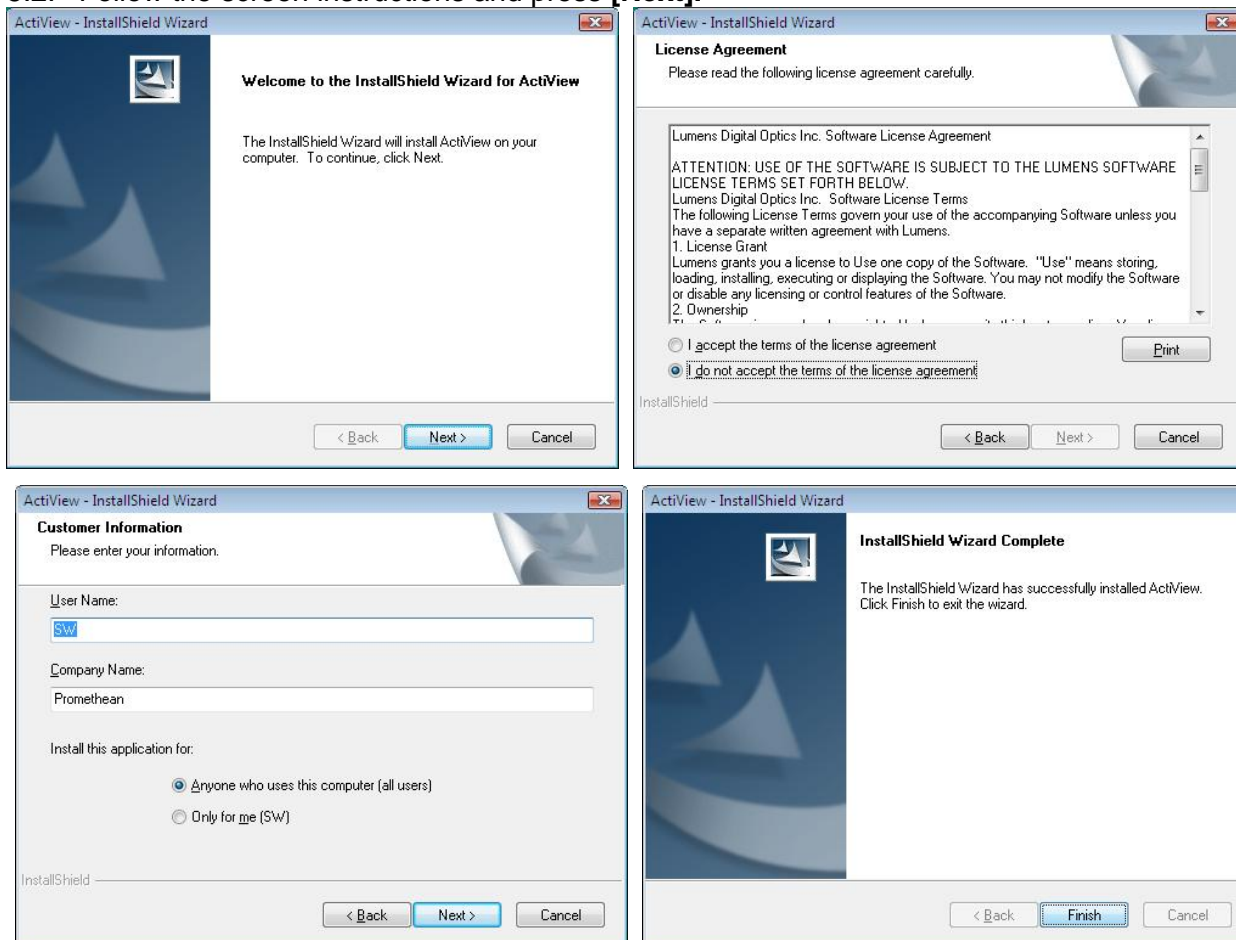 Follow the screen instructions and press [Next].
ActiView - InstallShield Wizard
Welcome to the InstallShield Wizard for ActiView
The InstallShield Wizard will install ActiView on your
computer. To continue, click Next.
< Back
Next >
Cancel
ActiView - InstallShield Wizard
License Agreement
Please read the following license agreement carefully.
Lumens Digital Optics Inc. Software License Agreement
ATTENTION: USE OF THE SOFTWARE IS SUBJECT TO THE LUMENS SOFTWARE
LICENSE TERMS SET FORTH BELOW.
Lumens Digital Optics Inc. Software License Terms
The following License Terms govern your use of the accompanying Software unless you
have a separate written agreement with Lumens.
1. License Grant
Lumens grants you a license to Use one copy of the Software. "Use" means storing,
loading, installing, executing or displaying the Software. You may not modify the Software
or disable any licensing or control features of the Software.
2. Ownership
I accept the terms of the license agreement
Print
I do not accept the terms of the license agreement
InstallShield
< Back
Next >
Cancel
ActiView - InstallShield Wizard
Customer Information
Please enter your information.
User Name:
SW
Company Name:
Promethean
Install this application for:
Anyone who uses this computer (all users)
Only for me (SW)
InstallShield
< Back
Next >
Cancel
ActiView - InstallShield Wizard
InstallShield Wizard Complete
The InstallShield Wizard has successfully installed ActiView.
Click Finish to exit the wizard.
< Back
Finish
Cancel